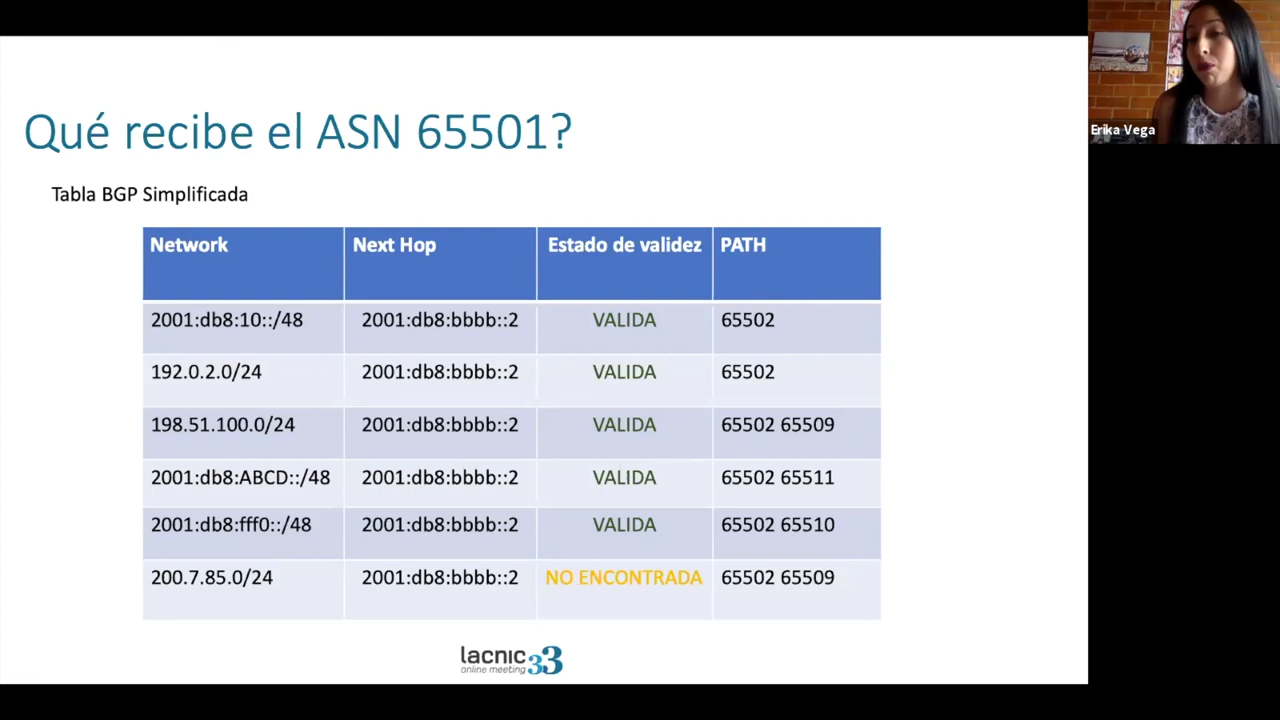 Qué recibe el ASN 65501?
Erika Vega
Tabla BGP Simplificada
Network Next Hop Estado de validez PATH
2001:db8:10::/48 2001:db8:bbbb::2 VALIDA 65502
192.0.2.0/24 2001:db8:bbbb::2 VALIDA 65502
198.51.100.0/24 2001:db8:bbbb::2 VALIDA 65502 65509
2001:db8:ABCD::/48 2001:db8:bbbb::2 VALIDA 65502 65511
2001:db8:fff0::/48 2001:db8:bbbb::2 VALIDA 65502 65510
200.7.85.0/24 2001:db8:bbbb::2 NO ENCONTRADA 65502 65509
lacnic 33
online meeting